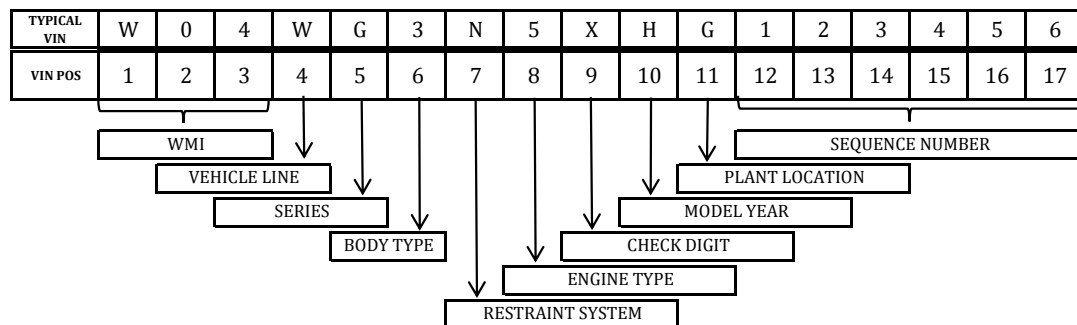 TYPICAL VIN W 0 4 W G 3 N 5 X H G 1 2 3 4 5 6
VIN POS 1 2 3 4 5 6 7 8 9 10 11 12 13 14 15 16 17
WMI SEQUENCE NUMBER
VEHICLE LINE PLANT LOCATION
SERIES MODEL YEAR
BODY TYPE CHECK DIGIT
ENGINE TYPE
RESTRAINT SYSTEM